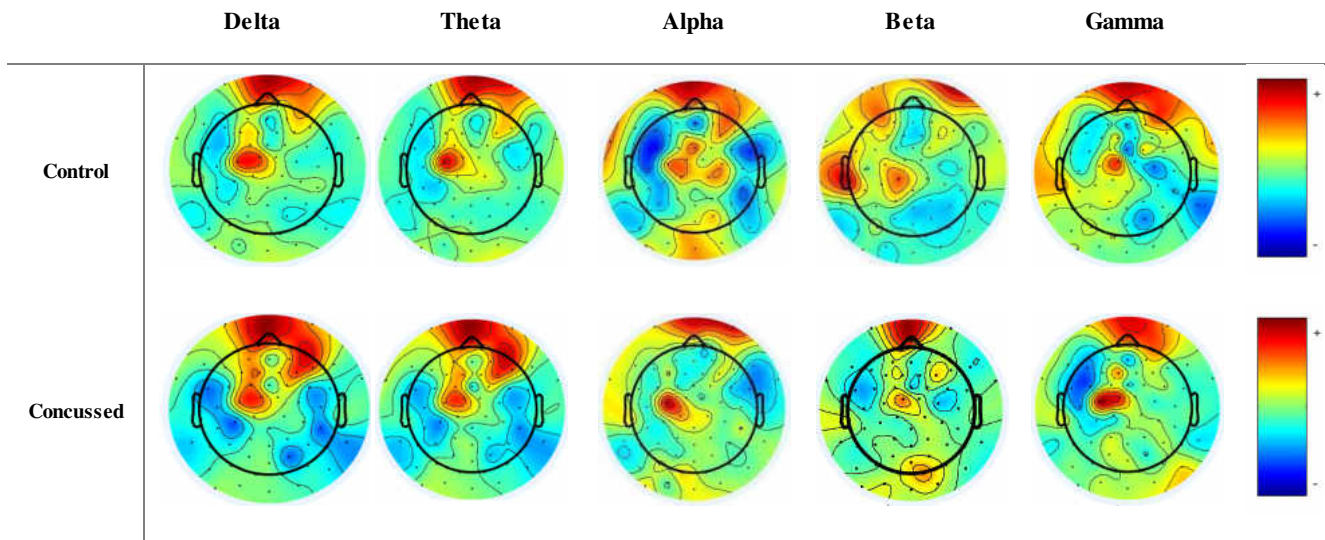 Delta Theta Alpha Beta Gamma
+
Control
-
+
Concussed
-